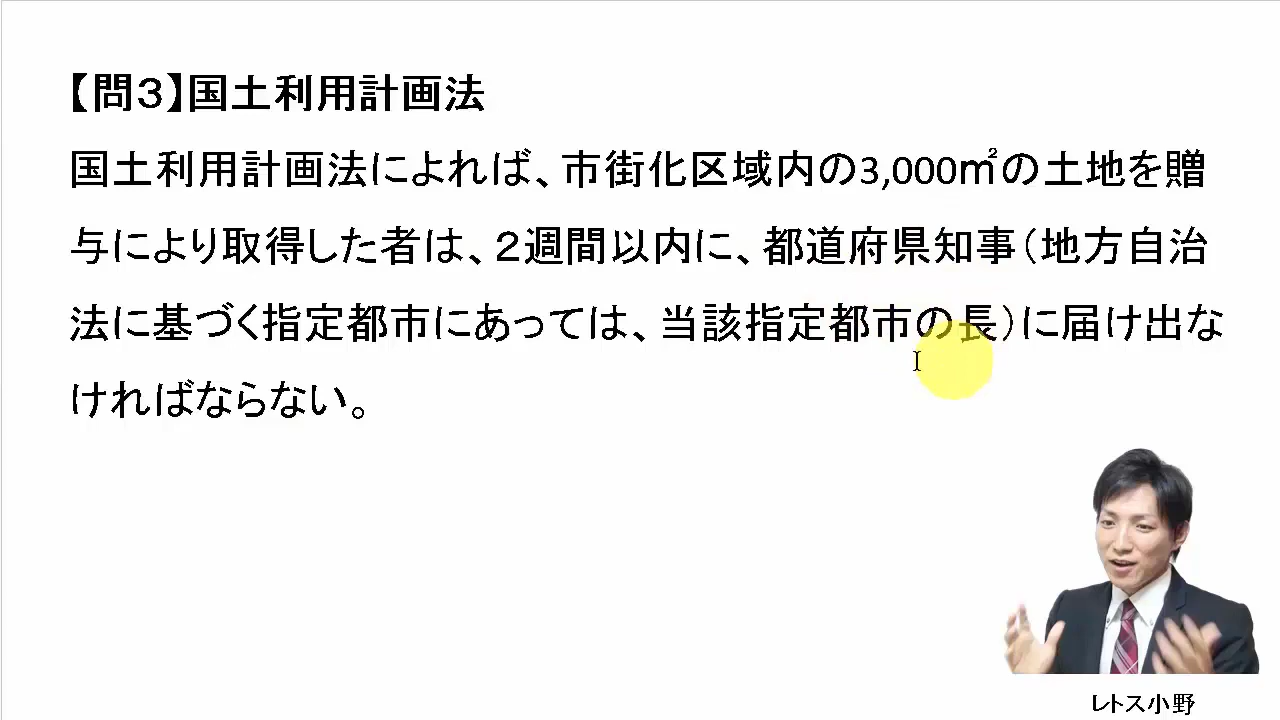 【問３】国土利用計画法
国土利用計画法によれば、市街化区域内の3,000㎡の土地を贈
与により取得した者は、２週間以内に、都道府県知事（地方自治
法に基づく指定都市にあっては、当該指定都市の長）に届け出な
ければならない。
レトス小野